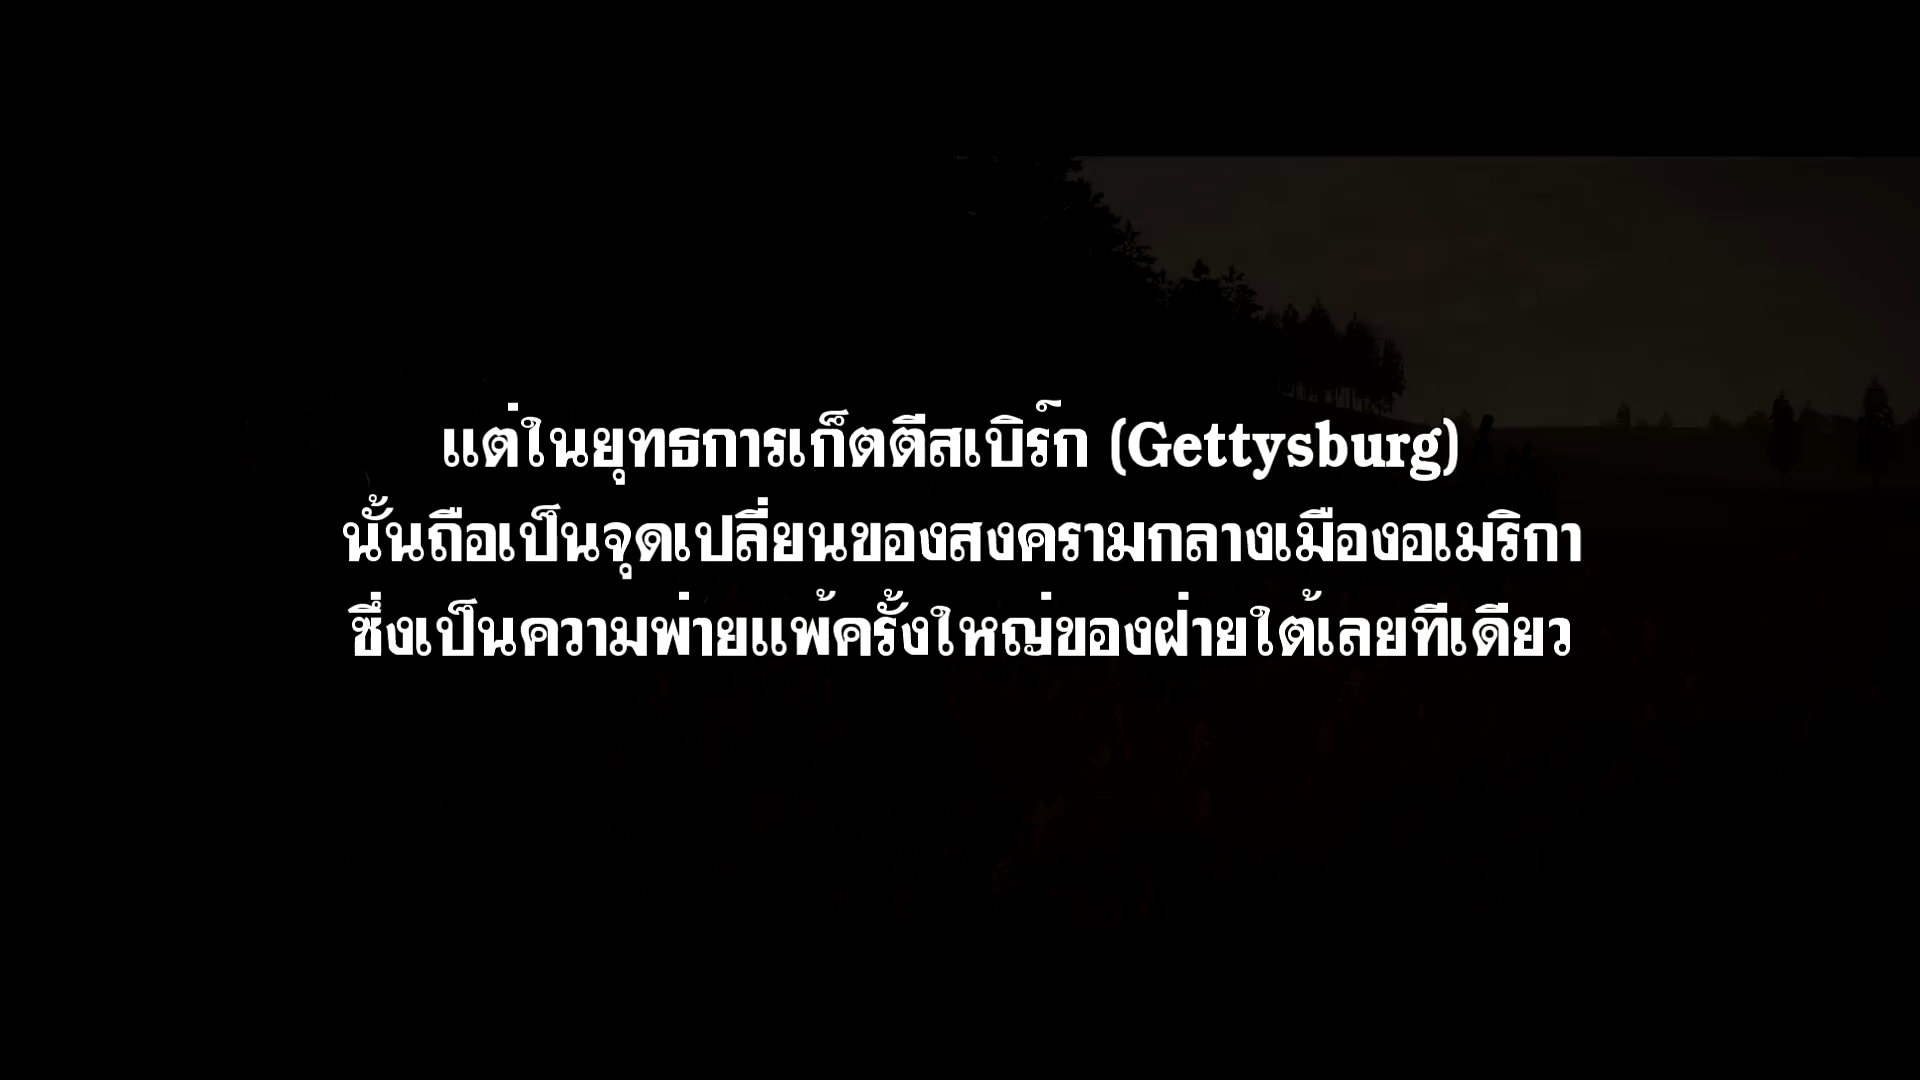 แต่ในยุทธการเก็ตตีสเบิร์ก (Gettysburg)
นั้นถือเป็นจุดเปลี่ยนของสงครามกลางเมืองอเมริกา
ซึ่งเป็นความพ่ายแพ้ครั้งใหญ่ของฝ่ายใต้เลยทีเดียว